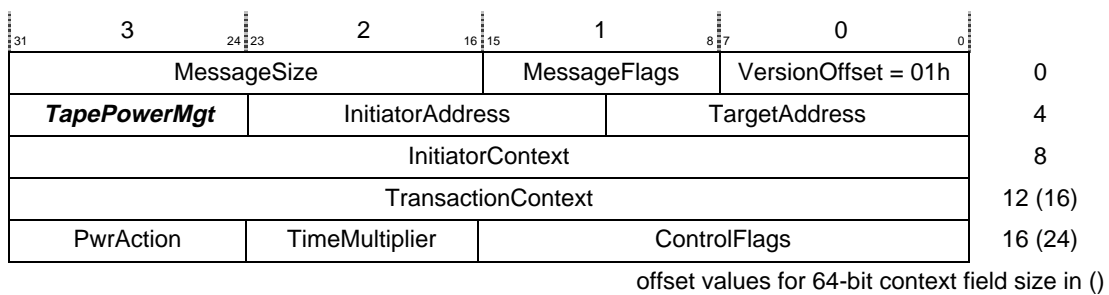 3 2 1 0
31 24 23 16 15 8 7 0
MessageSize MessageFlags VersionOffset = 01h 0
TapePowerMgt InitiatorAddress TargetAddress 4
InitiatorContext 8
TransactionContext 12 (16)
PwrAction TimeMultiplier ControlFlags 16 (24)
offset values for 64-bit context field size in ()